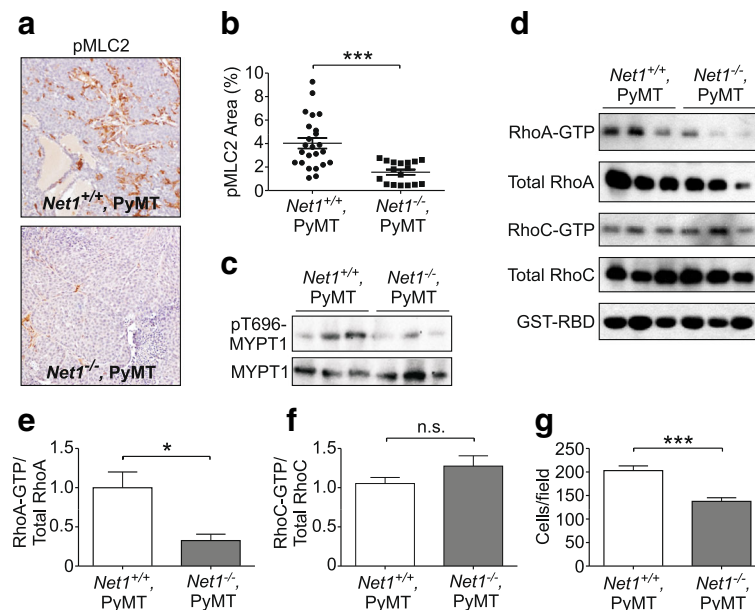 a
pMLC2
Net1+/+, PyMT
Net1-/-, PyMT
b
pMLC2 Area (%)
10
8
6
4
2
0
***
Net1+/+,
PyMT
Net1-/-,
PyMT
c
Net1+/+,
PyMT
Net1-/-,
PyMT
pT696-
MYPT1
MYPT1
d
Net1+/+,
PyMT
Net1-/-,
PyMT
RhoA-GTP
Total RhoA
RhoC-GTP
Total RhoC
GST-RBD
e
RhoA-GTP/
Total RhoA
1.5
1.0
0.5
0
*
Net1+/+,
PyMT
Net1-/-,
PyMT
f
RhoC-GTP/
Total RhoC
1.5
1.0
0.5
0
n.s.
Net1+/+,
PyMT
Net1-/-,
PyMT
g
Cells/field
250
200
150
100
50
0
***
Net1+/+,
PyMT
Net1-/-,
PyMT